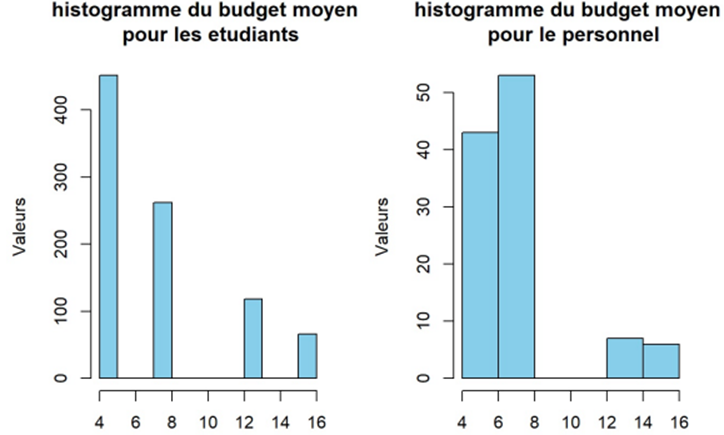 histogramme du budget moyen
pour les etudiants
Valeurs
400
300
200
100
0
4 6 8 10 12 14 16
histogramme du budget moyen
pour le personnel
Valeurs
50
40
30
20
10
0
4 6 8 10 12 14 16